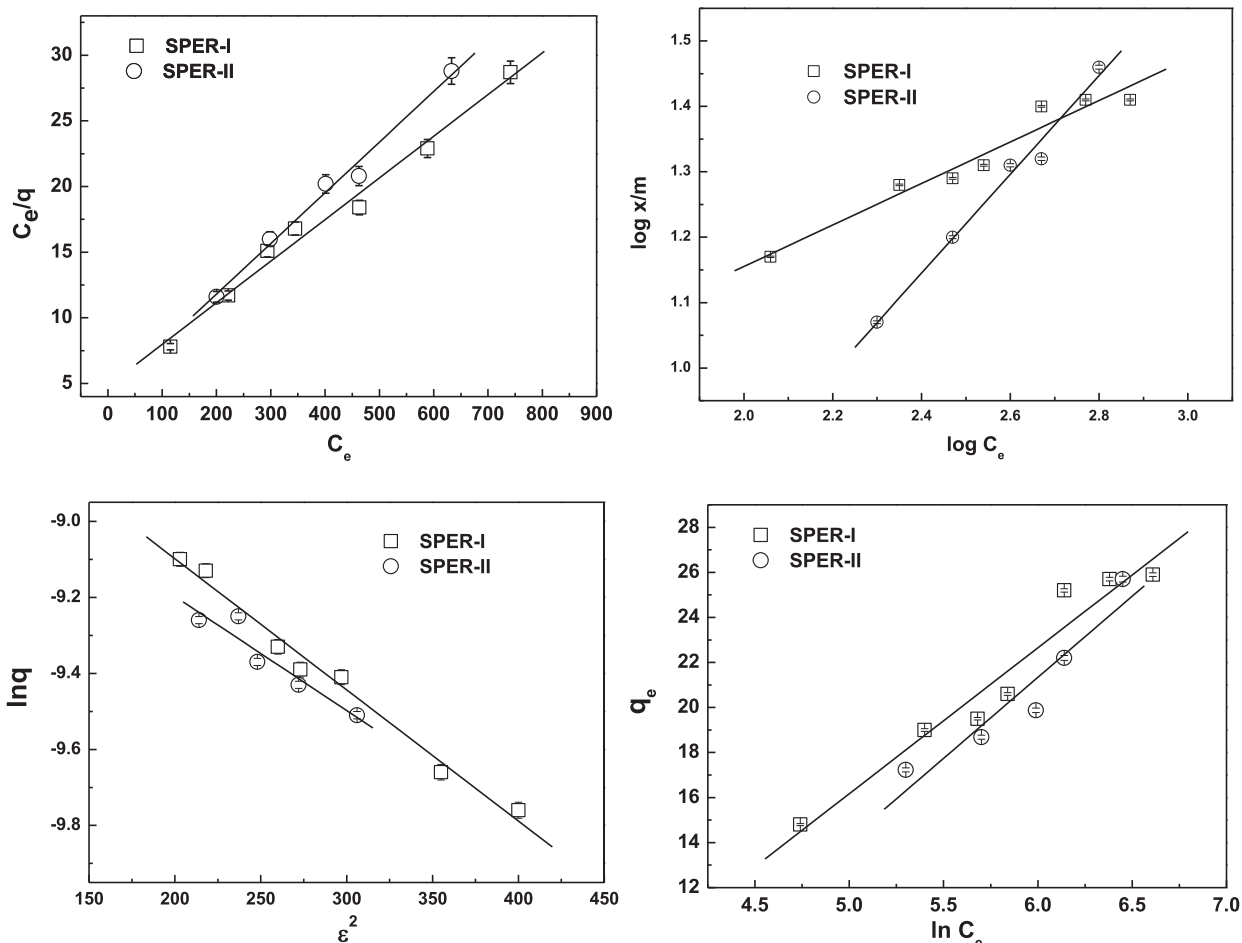 SPER-I
SPER-II
30
25
20
15
10
5
Ce/q
0 100 200 300 400 500 600 700 800 900
Ce
SPER-I
SPER-II
1.5
1.4
1.3
1.2
1.1
1.0
log x/m
2.0 2.2 2.4 2.6 2.8 3.0
log Ce
SPER-I
SPER-II
-9.0
-9.2
-9.4
-9.6
-9.8
lnq
150 200 250 300 350 400 450
ε²
SPER-I
SPER-II
28
26
24
22
20
18
16
14
12
qe
4.5 5.0 5.5 6.0 6.5 7.0
ln Ce